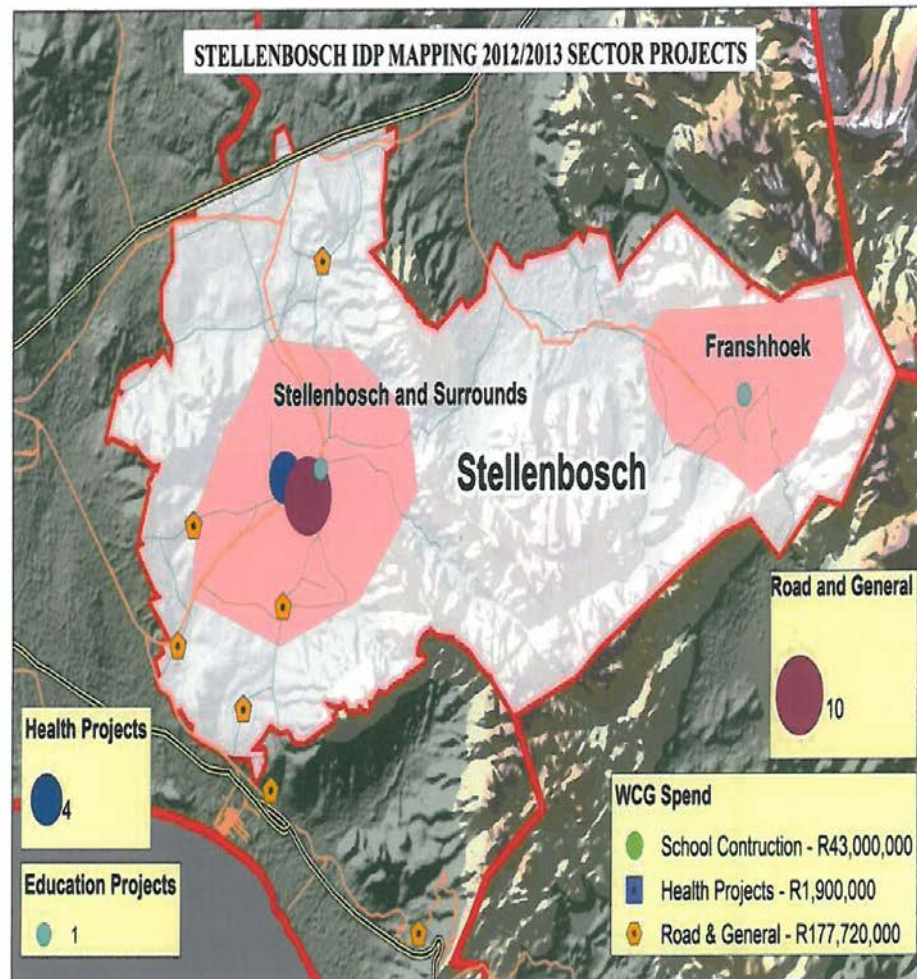 STELLENBOSCH IDP MAPPING 2012/2013 SECTOR PROJECTS
Franshhoek
Stellenbosch and Surrounds
Stellenbosch
Road and General
10
Health Projects
4
Education Projects
1
WCG Spend
School Contruction - R43,000,000
Health Projects - R1,900,000
Road & General - R177,720,000